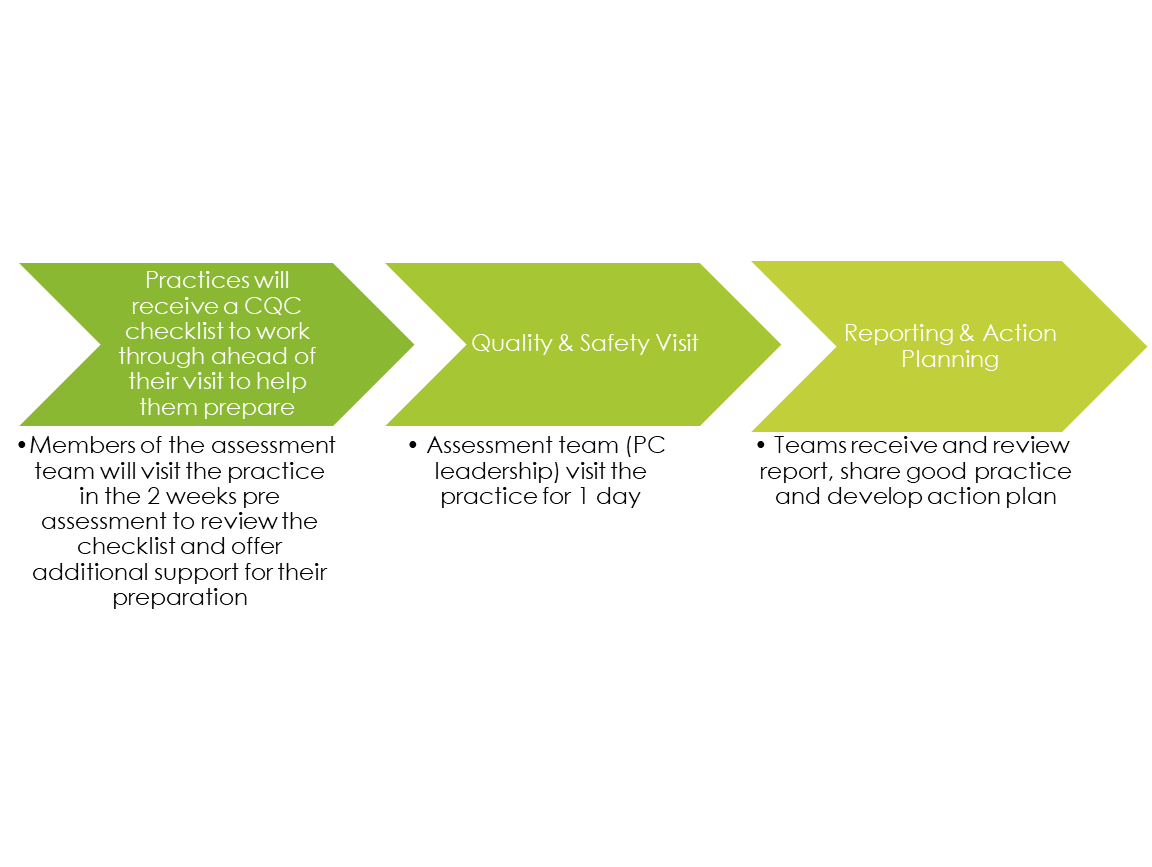 Practices will
receive a CQC
checklist to work
through ahead of
their visit to help
them prepare
•Members of the assessment
team will visit the practice
in the 2 weeks pre
assessment to review the
checklist and offer
additional support for their
preparation
Quality & Safety Visit
• Assessment team (PC
leadership) visit the
practice for 1 day
Reporting & Action
Planning
• Teams receive and review
report, share good practice
and develop action plan